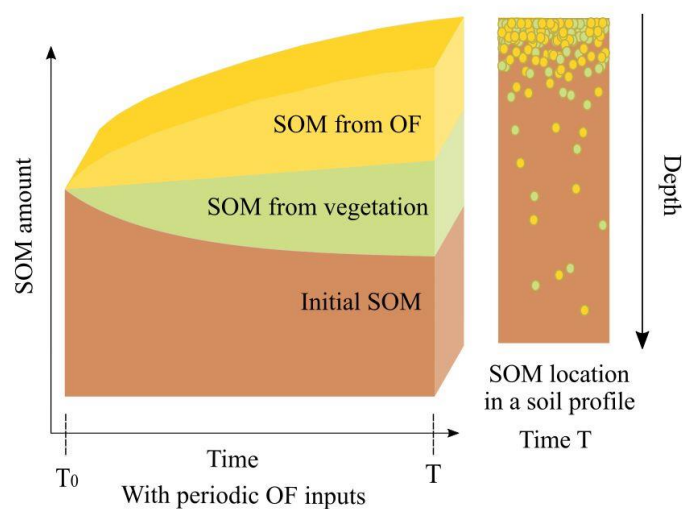 SOM amount
SOM from OF
SOM from vegetation
Initial SOM
T0
Time
T
With periodic OF inputs
Depth
SOM location
in a soil profile
Time T